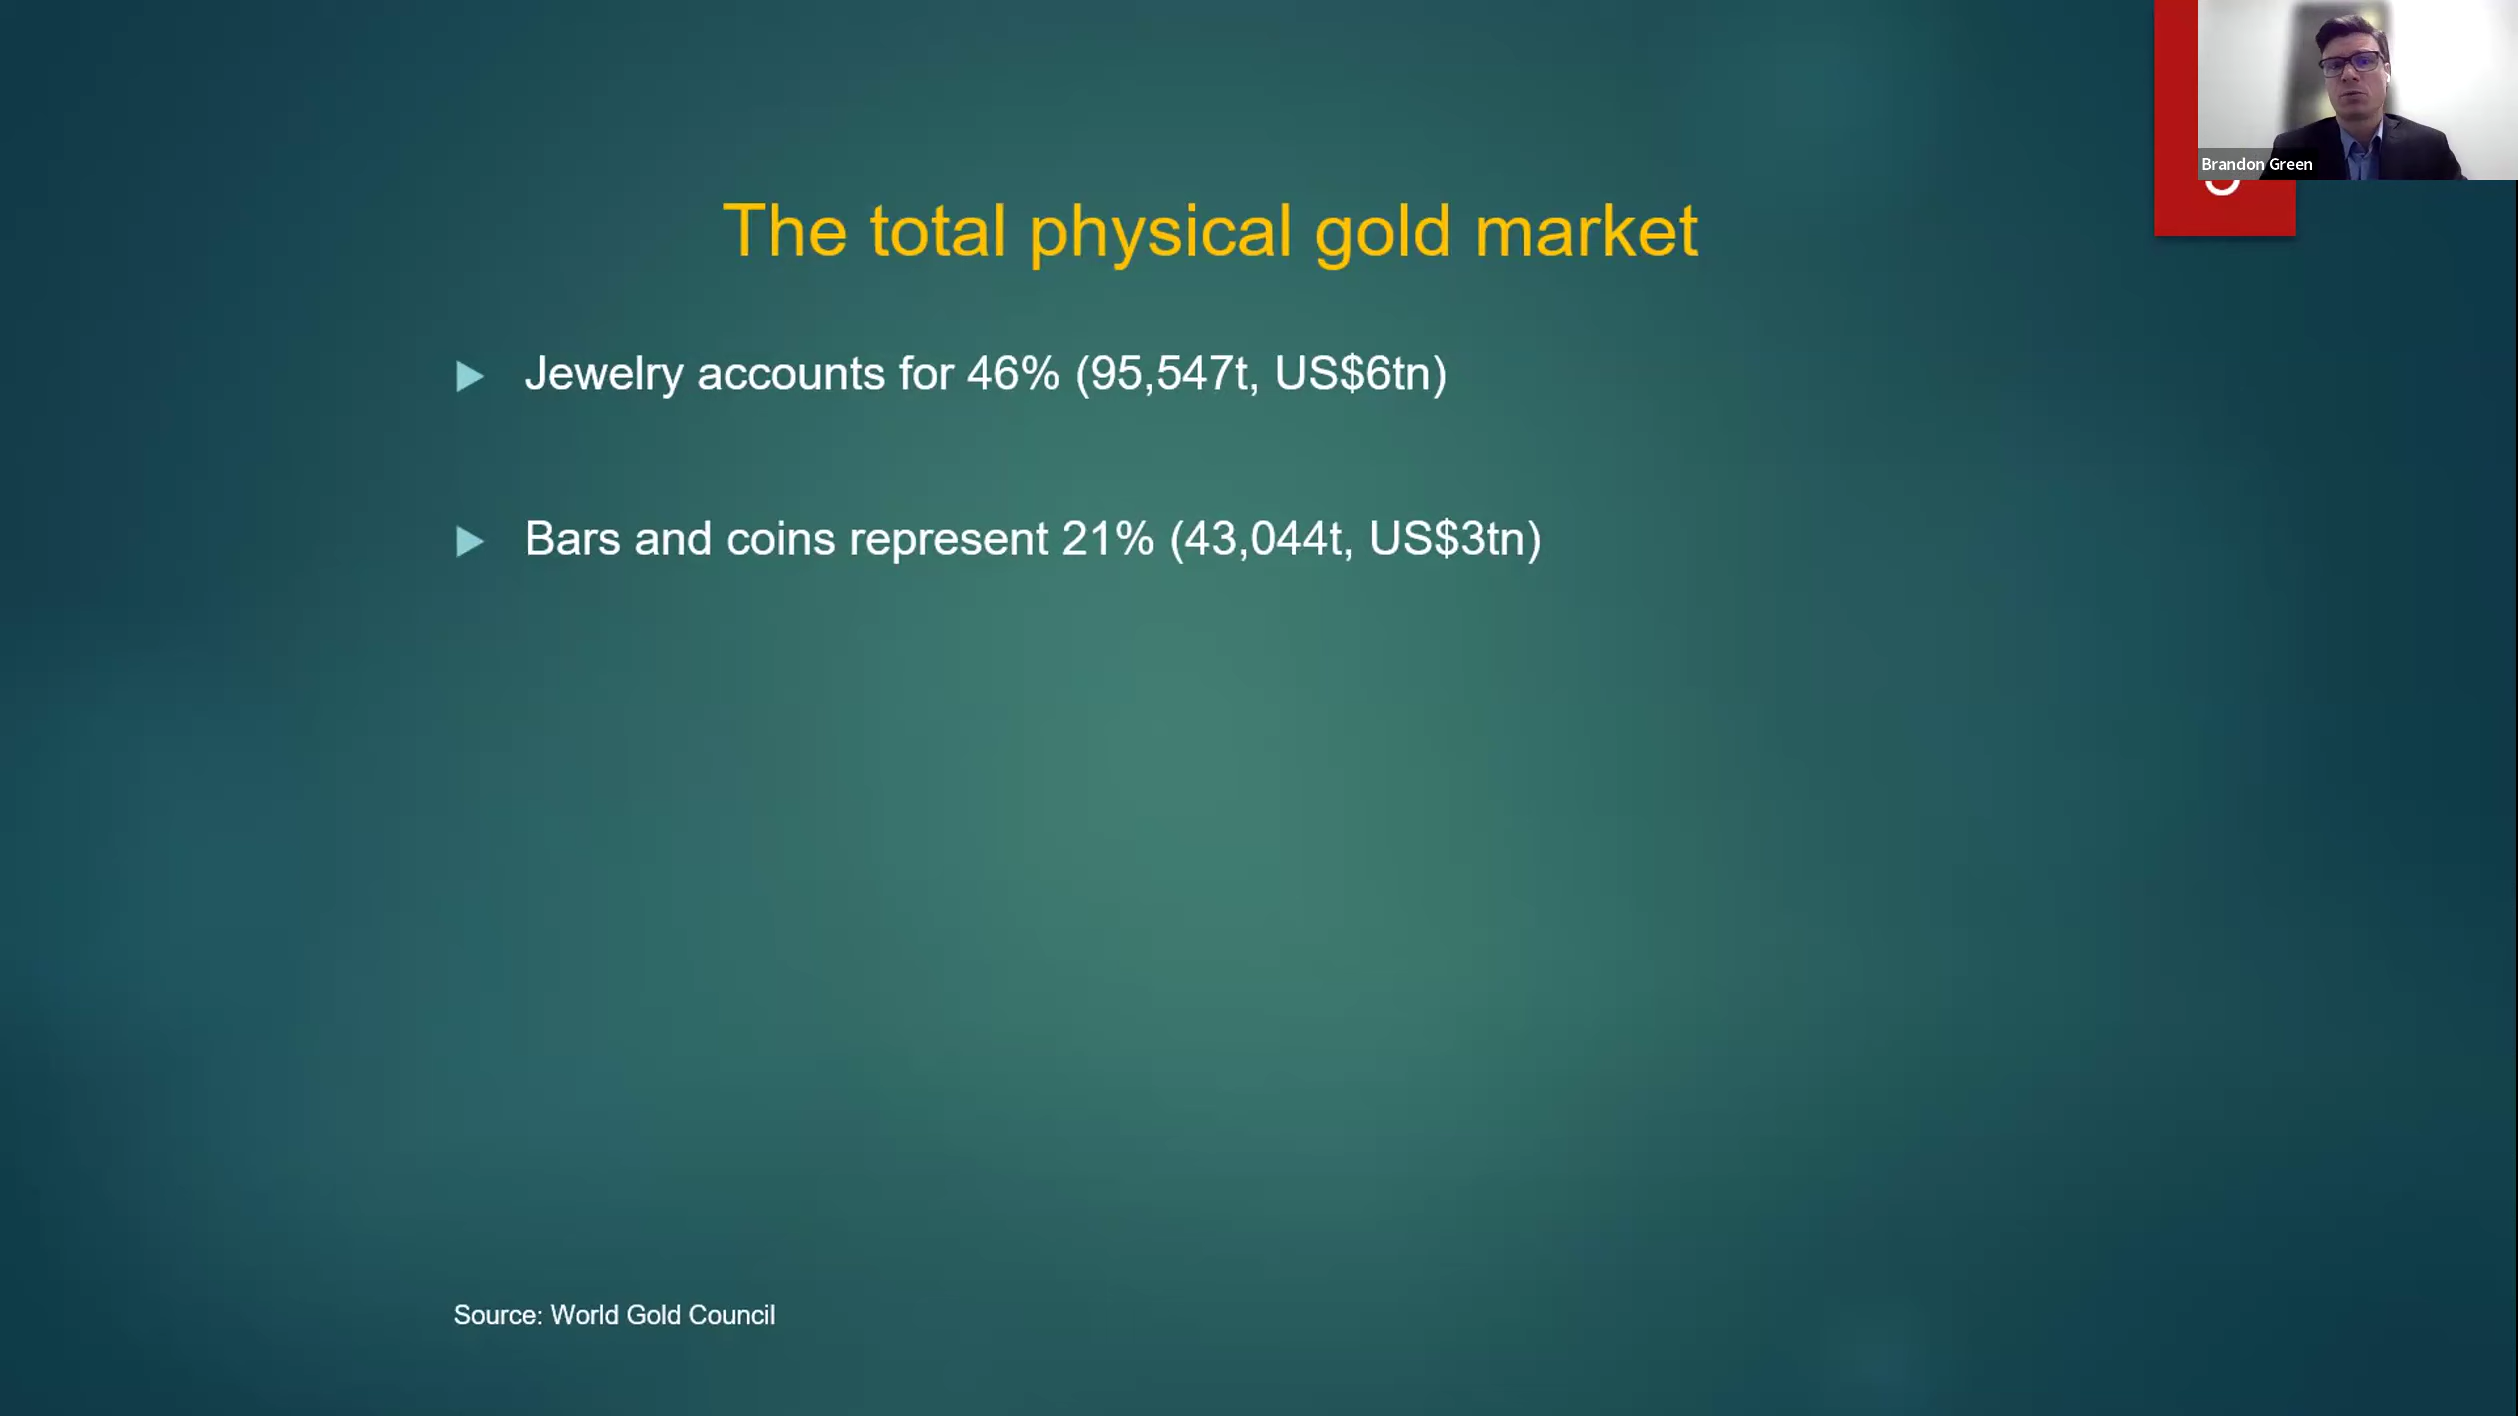 Brandon Green
The total physical gold market
Jewelry accounts for 46% (95,547t, US$6tn)
Bars and coins represent 21% (43,044t, US$3tn)
Source: World Gold Council